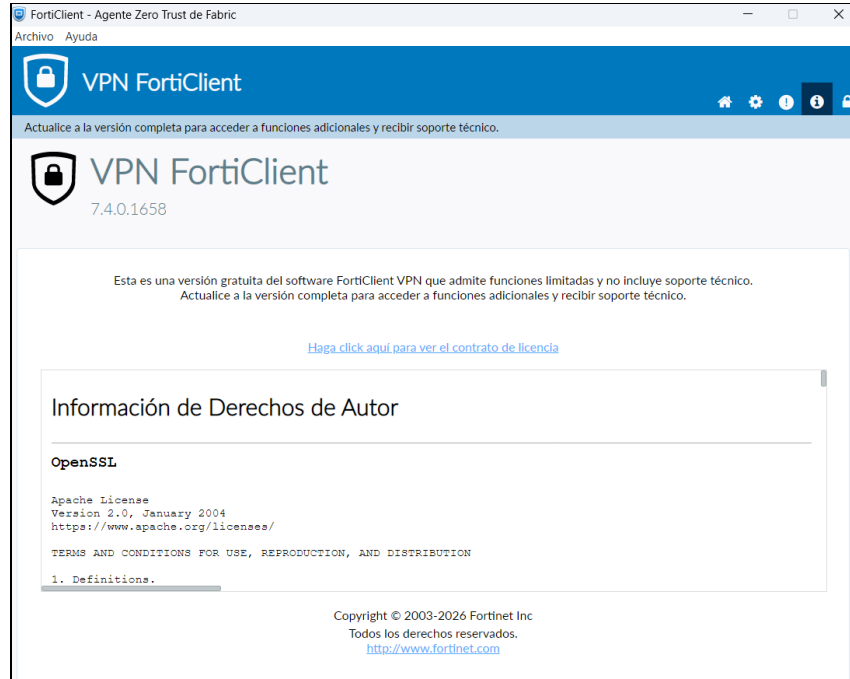 FortiClient - Agente Zero Trust de Fabric
Archivo Ayuda
VPN FortiClient
Actualice a la versión completa para acceder a funciones adicionales y recibir soporte técnico.
VPN FortiClient
7.4.0.1658
Esta es una versión gratuita del software FortiClient VPN que admite funciones limitadas y no incluye soporte técnico.
Actualice a la versión completa para acceder a funciones adicionales y recibir soporte técnico.
Haga click aquí para ver el contrato de licencia
Información de Derechos de Autor
OpenSSL
Apache License
Version 2.0, January 2004
https://www.apache.org/licenses/
TERMS AND CONDITIONS FOR USE, REPRODUCTION, AND DISTRIBUTION
1. Definitions.
Copyright © 2003-2026 Fortinet Inc
Todos los derechos reservados.
http://www.fortinet.com